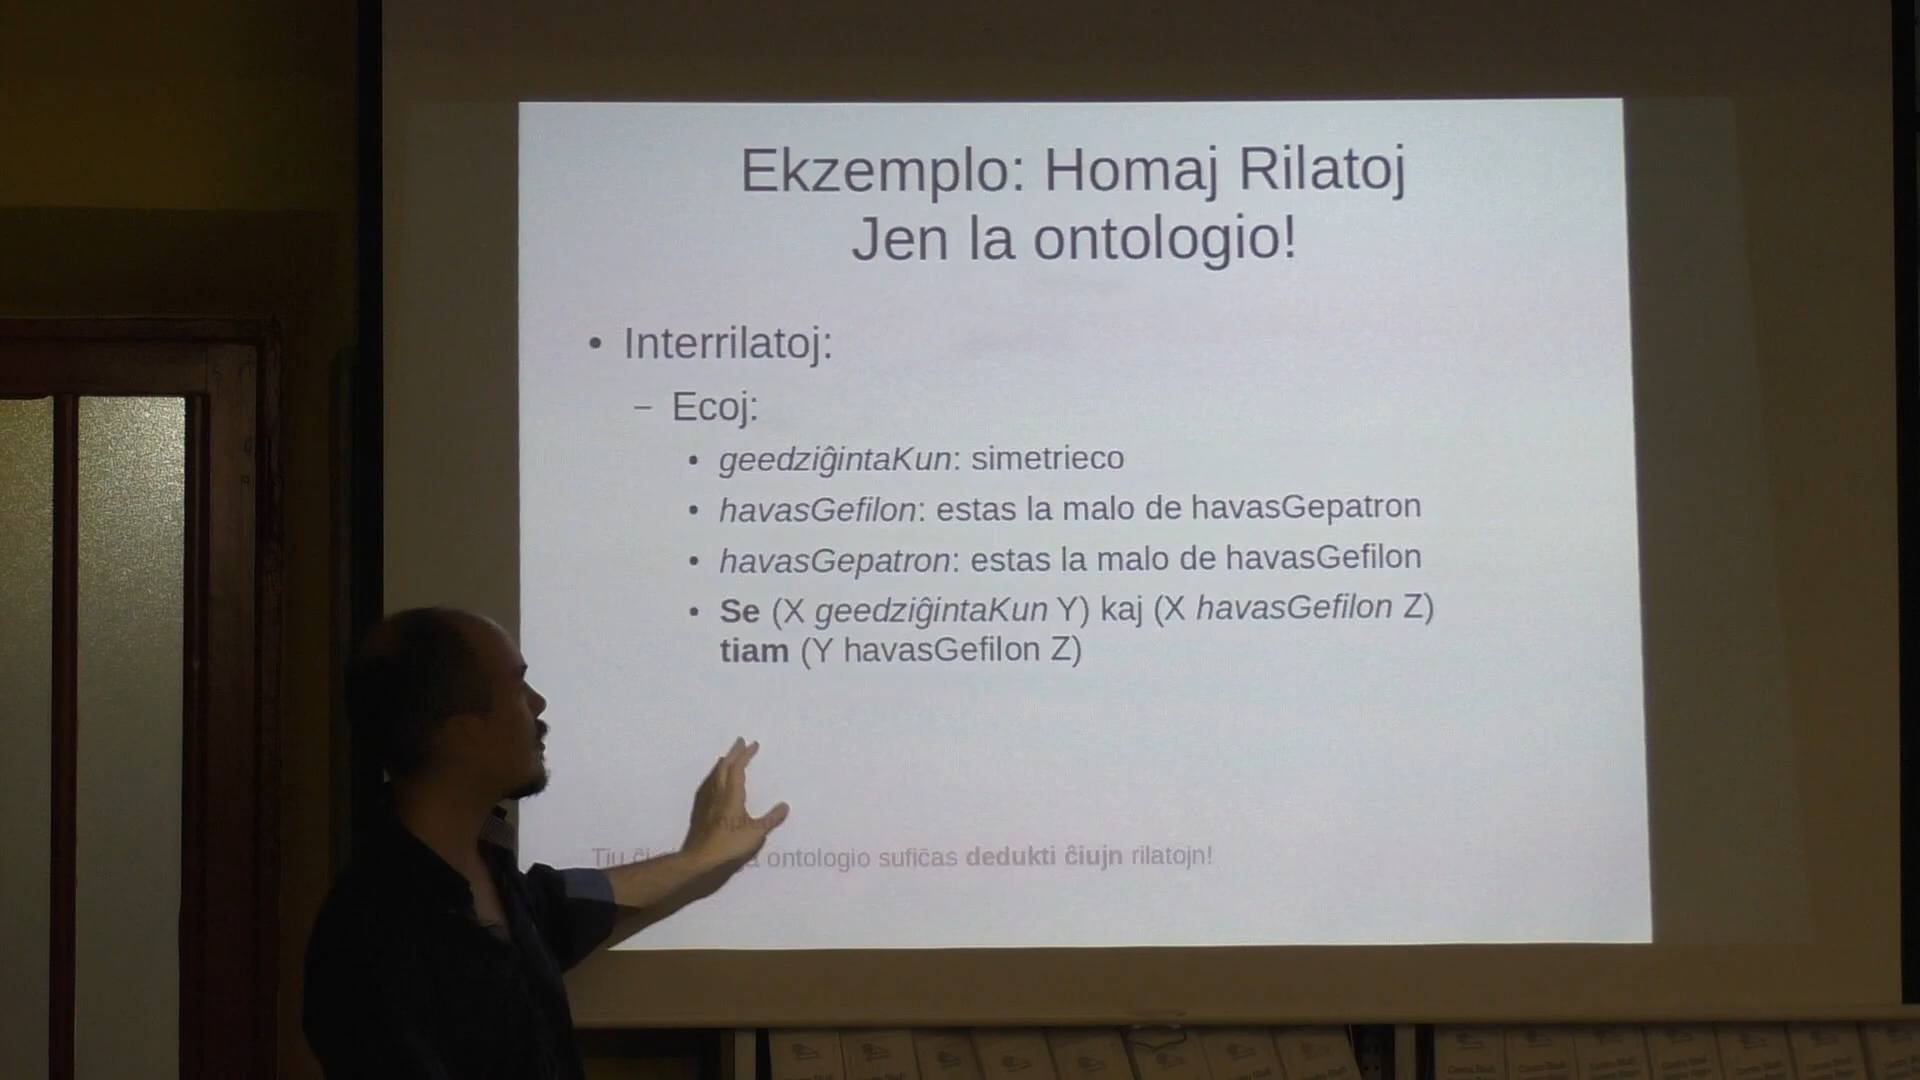 Ekzemplo: Homaj Rilatoj
Jen la ontologio!
• Interrilatoj:
– Ecoj:
• geedziĝintaKun: simetrieco
• havasGefilon: estas la malo de havasGepatron
• havasGepatron: estas la malo de havasGefilon
• Se (X geedziĝintaKun Y) kaj (X havasGefilon Z)
tiam (Y havasGefilon Z)
Tiu ontologio sufiĉas dedukti ĉiujn rilatojn!